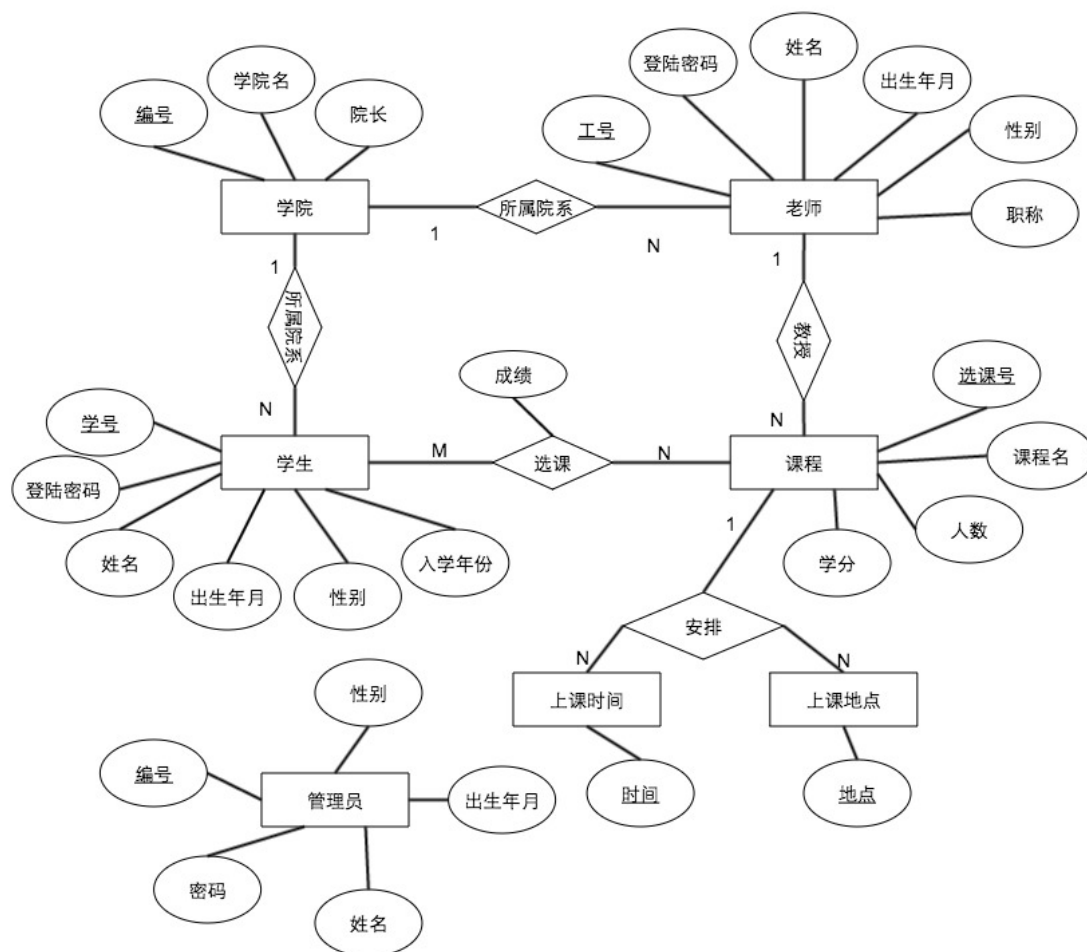 姓名
登陆密码
学院名
出生年月
编号
院长
工号
性别
学院
所属院系
老师
职称
1
N
1
1
所属院系
教授
成绩
选课号
学号
N
N
学生
M
选课
N
课程
课程名
登陆密码
姓名
出生年月
性别
入学年份
1
学分
人数
安排
N
N
上课时间
上课地点
性别
编号
管理员
出生年月
时间
地点
密码
姓名